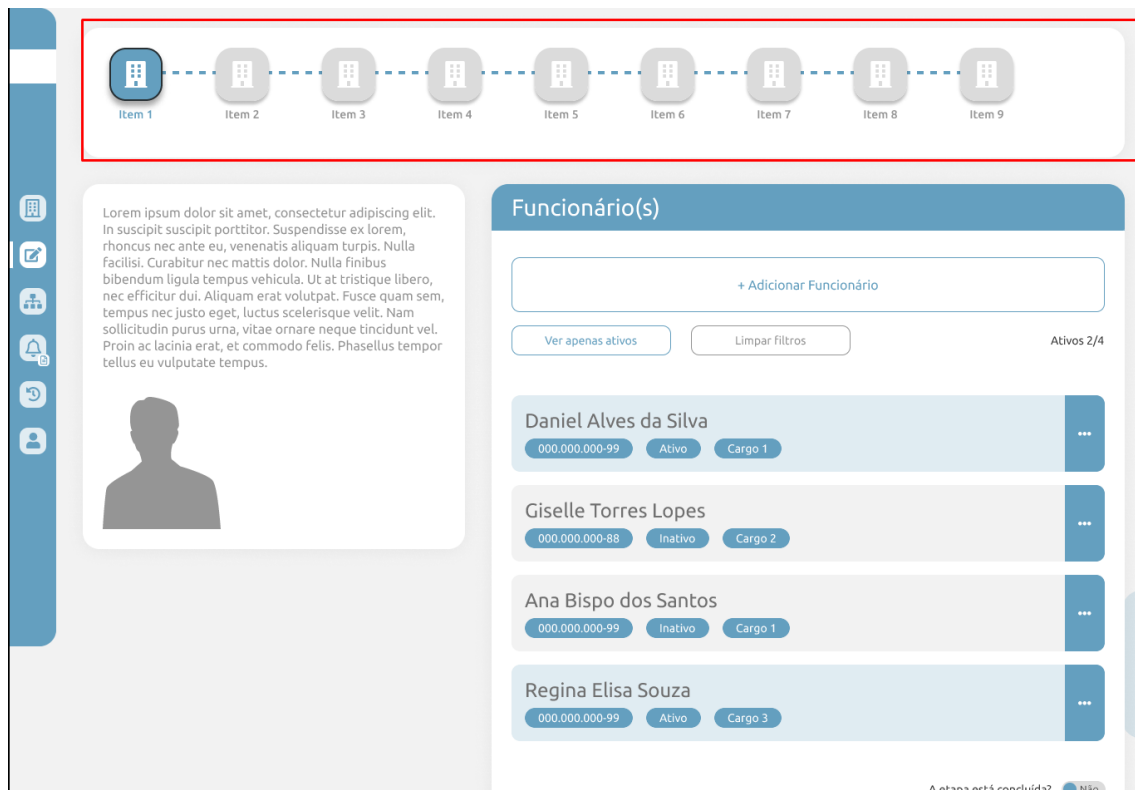 Item 1
Item 2
Item 3
Item 4
Item 5
Item 6
Item 7
Item 8
Item 9
Lorem ipsum dolor sit amet, consectetur adipiscing elit.
In suscipit suscipit porttitor. Suspendisse ex lorem,
rhoncus nec ante eu, venenatis aliquam turpis. Nulla
facilisi. Curabitur nec mattis dolor. Nulla finibus
bibendum ligula tempus vehicula. Ut at tristique libero,
nec efficitur dui. Aliquam erat volutpat. Fusce quam sem,
tempus nec justo eget, luctus scelerisque velit. Nam
sollicitudin purus urna, vitae ornare neque tincidunt vel.
Proin ac lacinia erat, et commodo felis. Phasellus tempor
tellus eu vulputate tempus.
Funcionário(s)
+ Adicionar Funcionário
Ver apenas ativos
Limpar filtros
Ativos 2/4
Daniel Alves da Silva
000.000.000-99 Ativo Cargo 1
Giselle Torres Lopes
000.000.000-88 Inativo Cargo 2
Ana Bispo dos Santos
000.000.000-99 Inativo Cargo 1
Regina Elisa Souza
000.000.000-99 Ativo Cargo 3
A etapa está concluída? Não